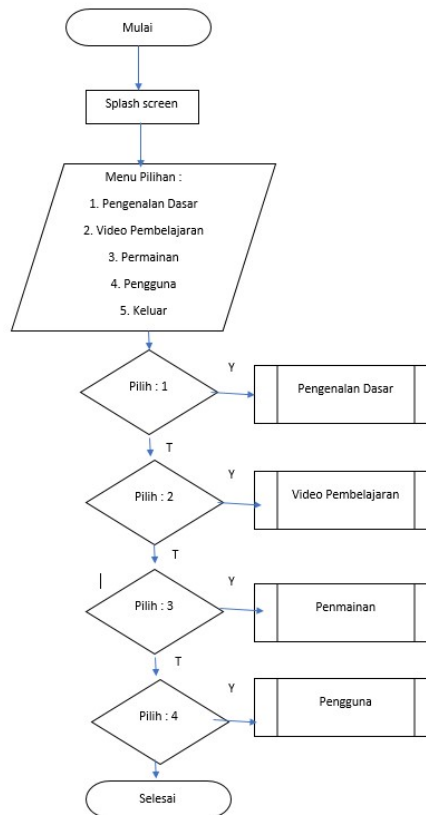 Mulai
Splash screen
Menu Pilihan :
1. Pengenalan Dasar
2. Video Pembelajaran
3. Permainan
4. Pengguna
5. Keluar
Pilih : 1
Y
Pengenalan Dasar
T
Pilih : 2
Y
Video Pembelajaran
T
Pilih : 3
Y
Penmainan
T
Pilih : 4
Y
Pengguna
Selesai